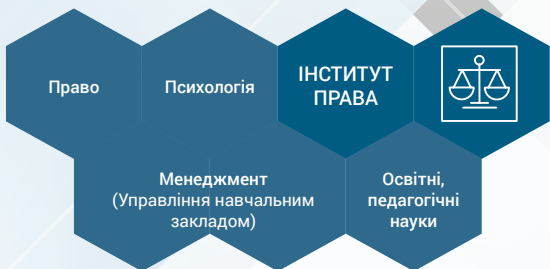 Право
Психологія
ІНСТИТУТ
ПРАВА
Менеджмент
(Управління навчальним
закладом)
Освітні,
педагогічні
науки